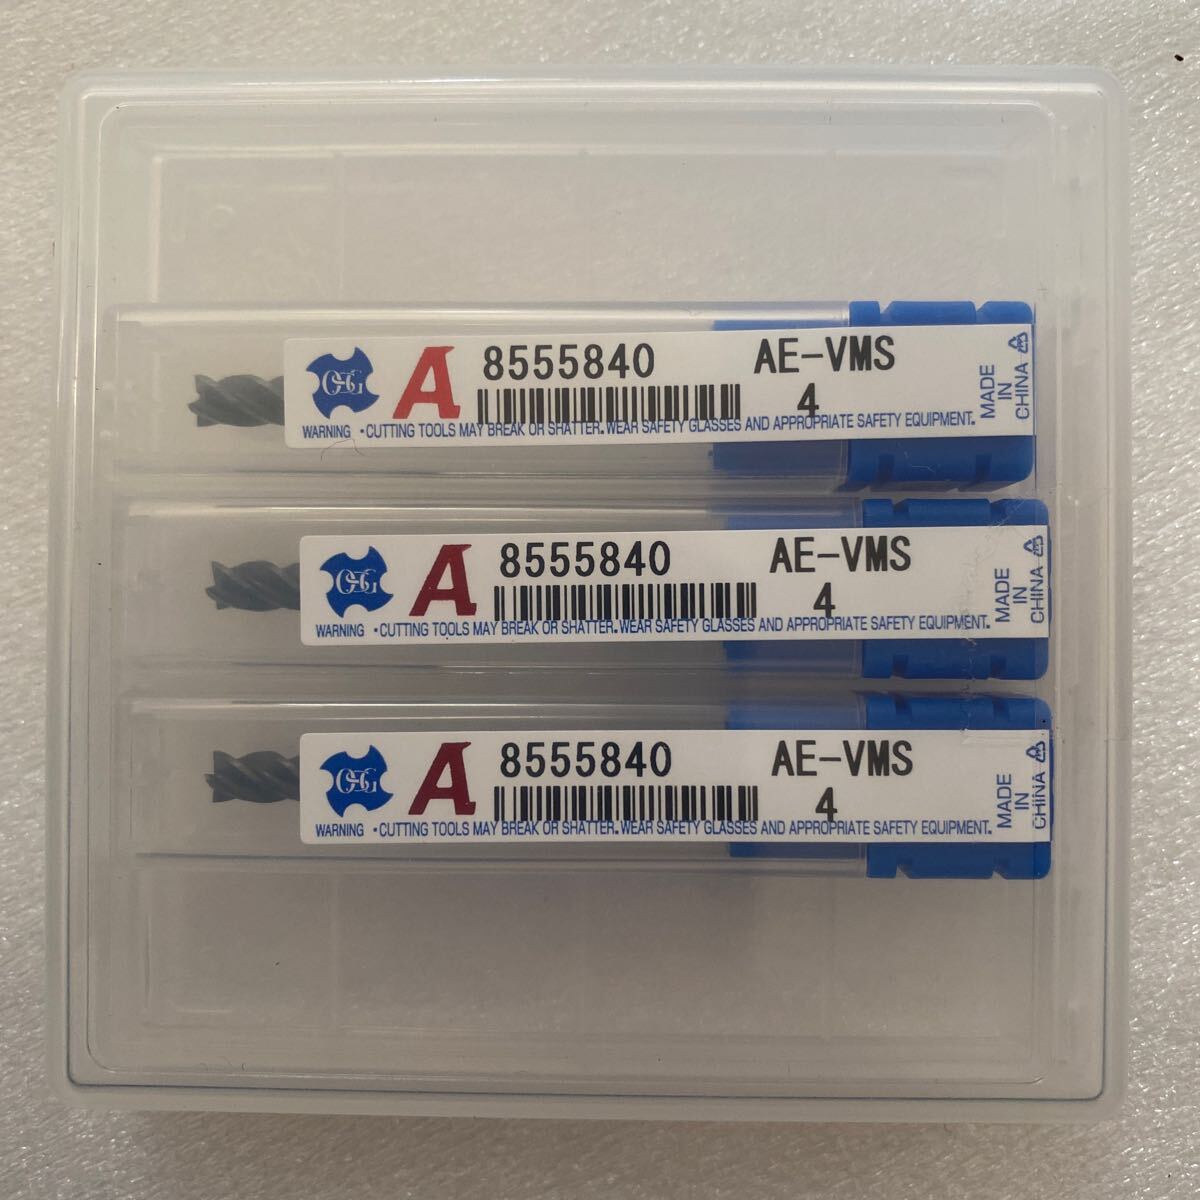 OSG A 8555840 AE-VMS
4
WARNING •CUTTING TOOLS MAY BREAK OR SHATTER. WEAR SAFETY GLASSES AND APPROPRIATE SAFETY EQUIPMENT.
MADE
IN
CHINA
OSG A 8555840 AE-VMS
4
WARNING •CUTTING TOOLS MAY BREAK OR SHATTER. WEAR SAFETY GLASSES AND APPROPRIATE SAFETY EQUIPMENT.
MADE
IN
CHINA
OSG A 8555840 AE-VMS
4
WARNING •CUTTING TOOLS MAY BREAK OR SHATTER. WEAR SAFETY GLASSES AND APPROPRIATE SAFETY EQUIPMENT.
MADE
IN
CHINA